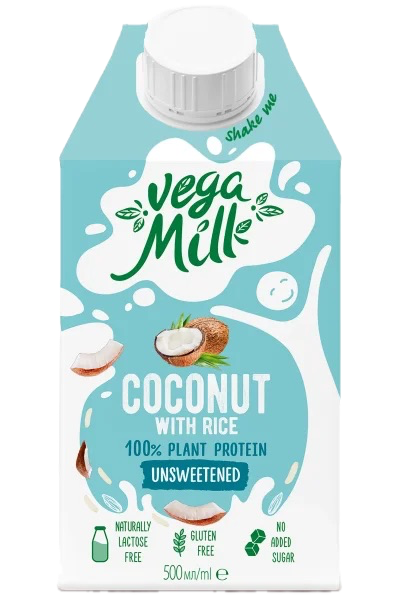 shake me
vega
Mill
COCONUT
WITH RICE
100% PLANT PROTEIN
UNSWEETENED
NATURALLY
LACTOSE
FREE
GLUTEN
FREE
NO
ADDED
SUGAR
500мл/ml ℮